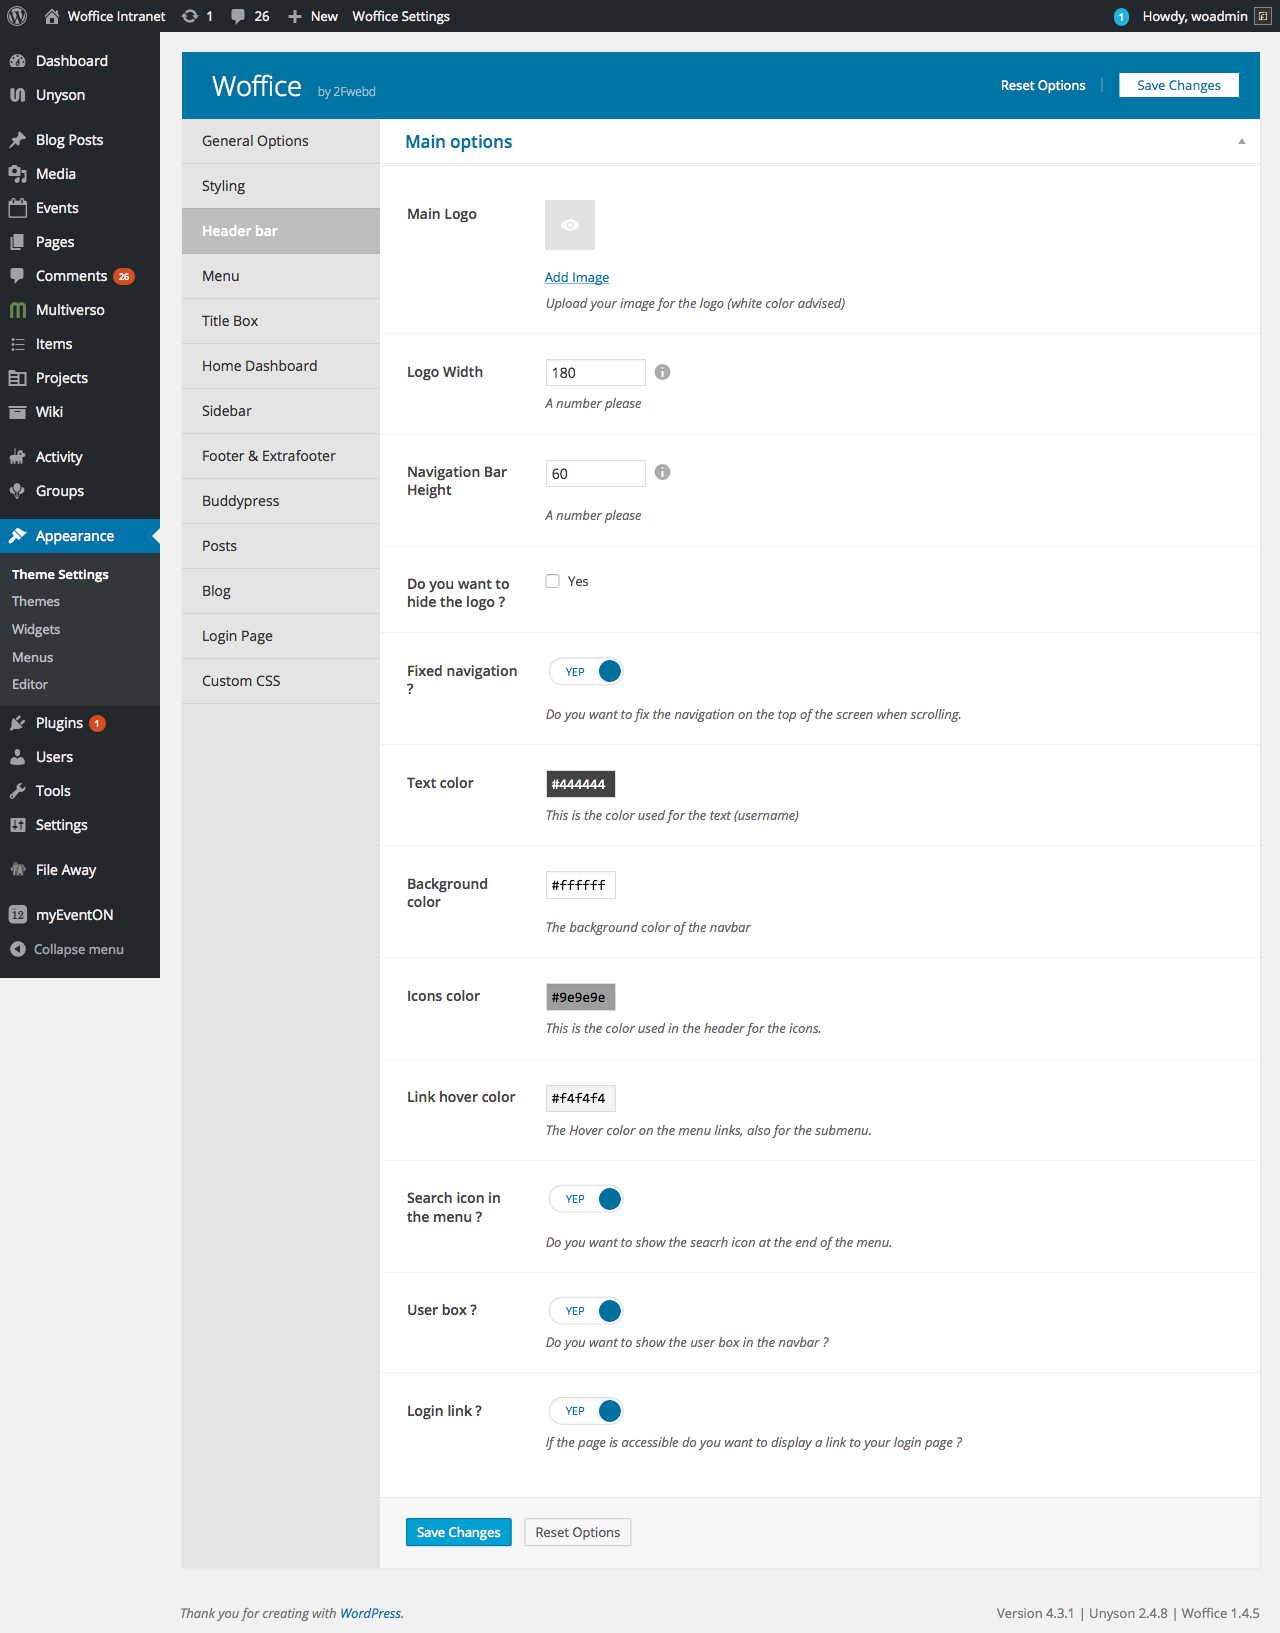 Woffice Intranet 1 26 New Woffice Settings 1 Howdy, woadmin
Dashboard
Unyson
Blog Posts
Media
Events
Pages
Comments 26
Multiverso
Items
Projects
Wiki
Activity
Groups
Appearance
Theme Settings
Themes
Widgets
Menus
Editor
Plugins 1
Users
Tools
Settings
FA File Away
12 myEventON
Collapse menu
Woffice by 2Fwebd Reset Options | Save Changes
General Options
Styling
Header bar
Menu
Title Box
Home Dashboard
Sidebar
Footer & Extrafooter
Buddypress
Posts
Blog
Login Page
Custom CSS
Main options
Main Logo
Add Image
Upload your image for the logo (white color advised)
Logo Width 180
A number please
Navigation Bar
Height
60
A number please
Do you want to
hide the logo ?
Yes
Fixed navigation
?
YEP
Do you want to fix the navigation on the top of the screen when scrolling.
Text color #444444
This is the color used for the text (username)
Background
color
#ffffff
The background color of the navbar
Icons color #9e9e9e
This is the color used in the header for the icons.
Link hover color #f4f4f4
The Hover color on the menu links, also for the submenu.
Search icon in
the menu ?
YEP
Do you want to show the seacrh icon at the end of the menu.
User box ? YEP
Do you want to show the user box in the navbar ?
Login link ? YEP
If the page is accessible do you want to display a link to your login page ?
Save Changes Reset Options
Thank you for creating with WordPress. Version 4.3.1 | Unyson 2.4.8 | Woffice 1.4.5